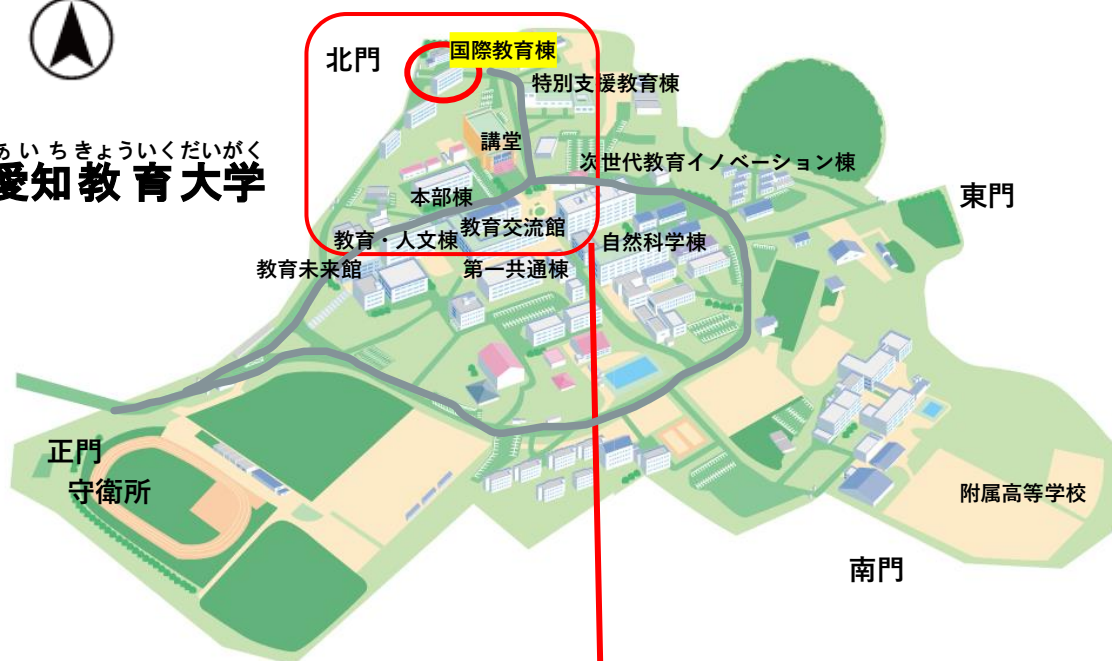 北門
国際教育棟
特別支援教育棟
講堂
あいちきょういくだいがく
愛知教育大学
次世代教育イノベーション棟
本部棟
東門
教育・人文棟
教育交流館
自然科学棟
教育未来館
第一共通棟
正門
守衛所
附属高等学校
南門